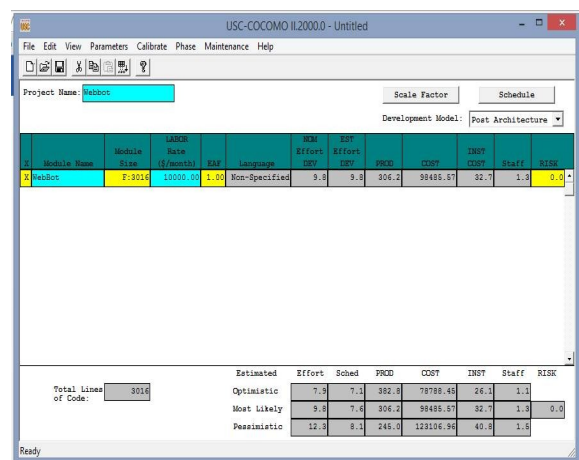 USC-COCOMO II.2000.0 - Untitled
File Edit View Parameters Calibrate Phase Maintenance Help
Project Name: Webbot
Scale Factor Schedule
Development Model: Post Architecture
X Module Name Module Size LABOR Rate ($/month) EAF Language NOM Effort DEV EST Effort DEV PROD COST INST COST Staff RISK
X WebBot F:3016 10000.00 1.00 Non-Specified 9.8 9.8 306.2 98485.57 32.7 1.3 0.0
Estimated Effort Sched PROD COST INST Staff RISK
Total Lines of Code: 3016
Optimistic 7.9 7.1 382.8 78788.45 26.1 1.1
Most Likely 9.8 7.6 306.2 98485.57 32.7 1.3 0.0
Pessimistic 12.3 8.1 245.0 123106.96 40.8 1.5
Ready